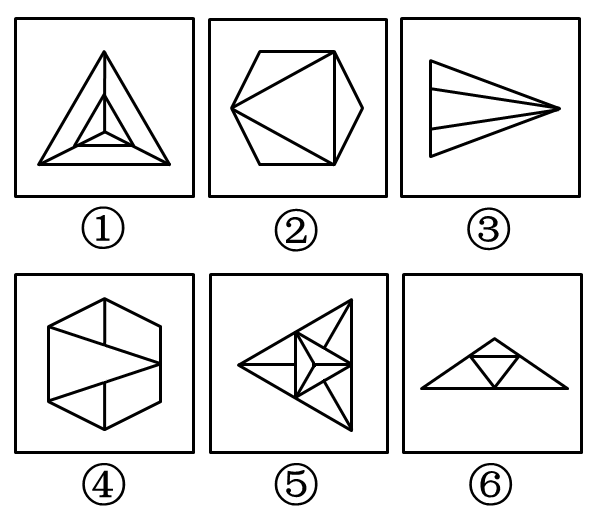 ① ② ③
④ ⑤ ⑥